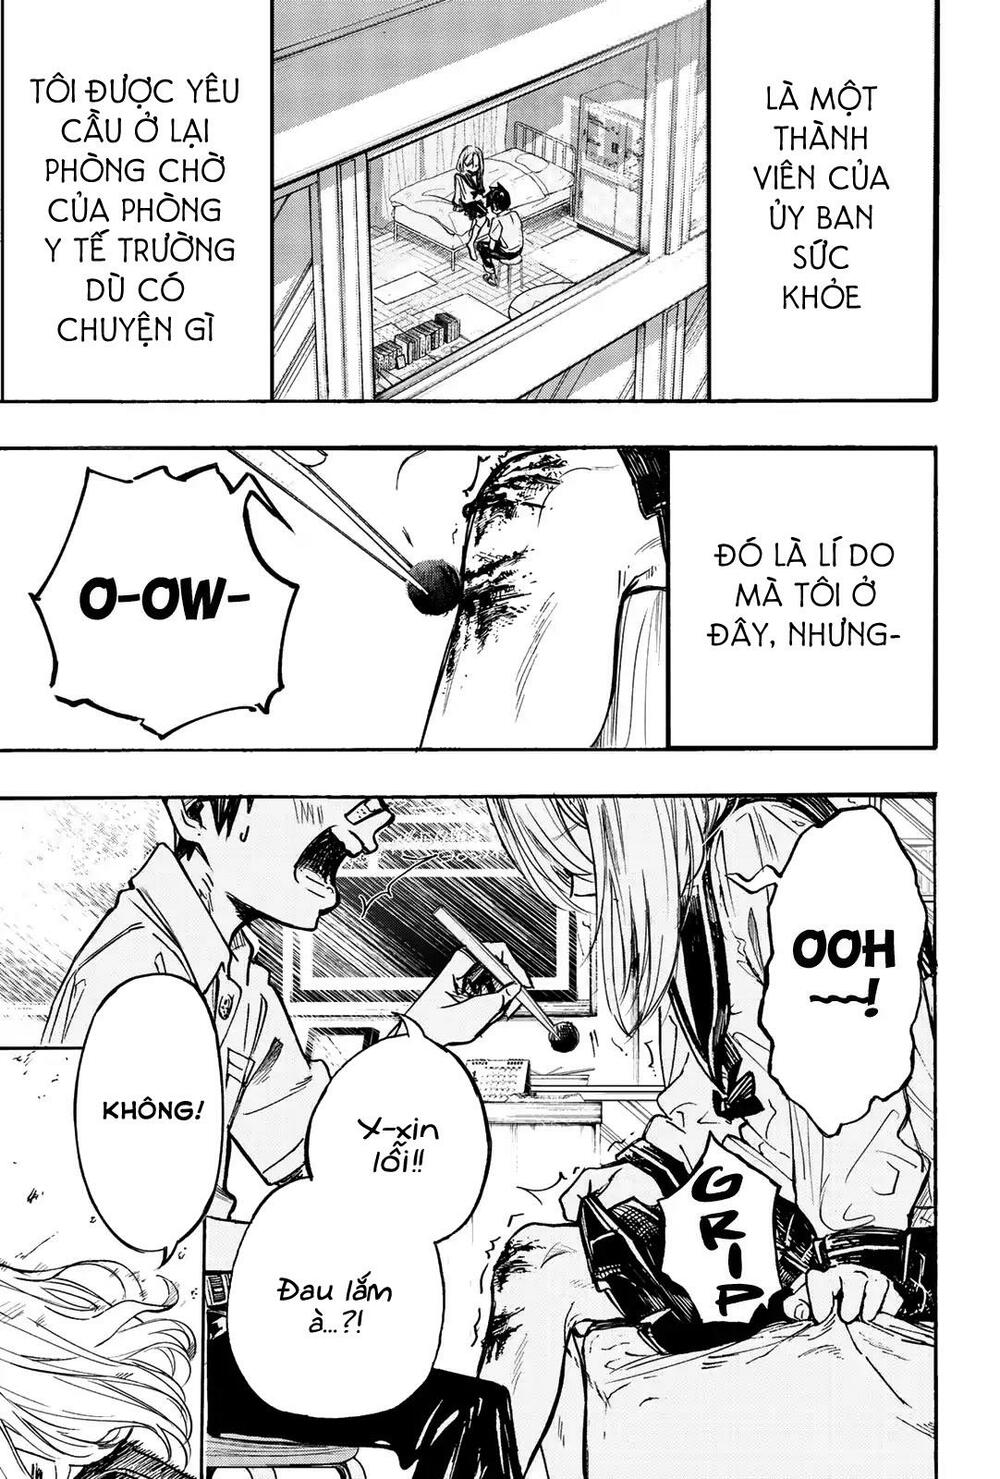 LÀ MỘT
THÀNH
VIÊN CỦA
ỦY BAN
SỨC
KHỎE
TÔI ĐƯỢC YÊU
CẦU Ở LẠI
PHÒNG CHỜ
CỦA PHÒNG
Y TẾ TRƯỜNG
DÙ CÓ
CHUYỆN GÌ
ĐÓ LÀ LÍ DO
MÀ TÔI Ở
ĐÂY, NHƯNG-
O-OW-
OOH
~~!
X-xin
lỗi!!
Đau lắm
à...?!
GRIP
KHÔNG!